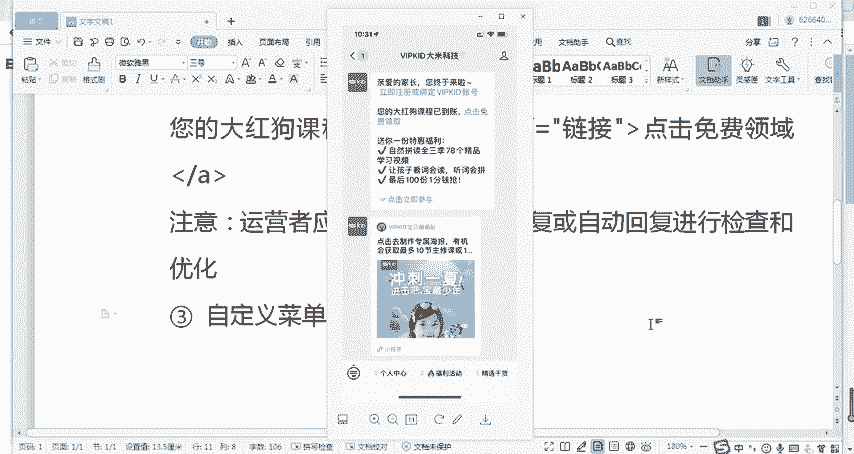 文字文稿1
626640...
文件
开始
插入
页面布局
引用
用
文档助手
查找
分享
粘贴
剪切
复制
格式刷
微软雅黑
三号
AaBb(
AaBbC
标题 1
标题 2
标题 3
新样式
文档助手
灵感器
文字工具
10:31
1
VIPKID大米科技
亲爱的家长，您终于来啦~
立即注册或绑定 VIPKID账号
您的大红狗课程已到账，点击免
费领取
送你一份特惠福利：
✓ 自然拼读全三季78个精品
学习视频
✓ 让孩子看词会读，听词会拼
✓ 最后100份1分钱抢！
点击立即参与
点击去制作专属海报，有机
会获取最多10节主修课或1...
冲刺一夏！
小程序
个人中心
福利活动
精选干货
您的大红狗课程
="链接">点击免费领域
</a>
注意：运营者应
复或自动回复进行检查和
优化
③ 自定义菜单
页码: 1
页面: 1/1
节: 1/1
设置值: 13.5厘米
行: 11
列: 8
字数: 106
拼写检查
文档校对
文档未保护
180%
中